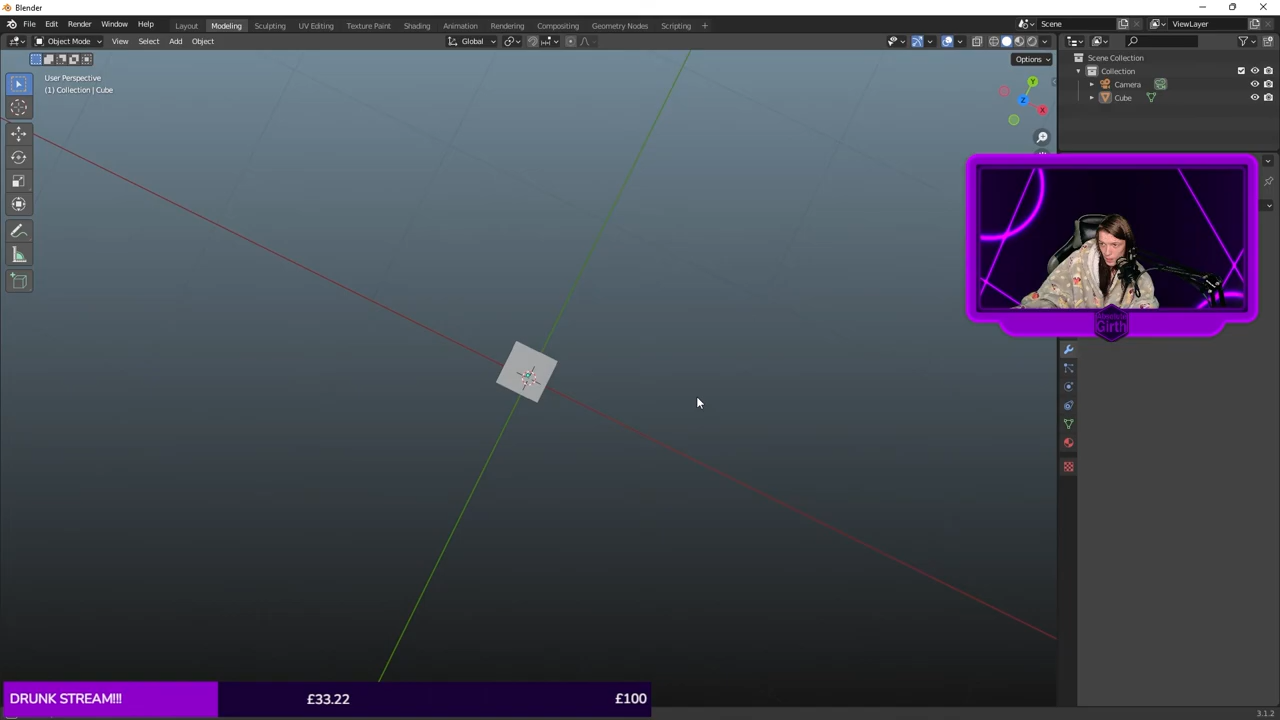 Blender
File Edit Render Window Help Layout Modeling Sculpting UV Editing Texture Paint Shading Animation Rendering Compositing Geometry Nodes Scripting + Scene ViewLayer
Object Mode View Select Add Object Global
Options
User Perspective
(1) Collection | Cube
Y
Z
X
Scene Collection
Collection
Camera
Cube
Girth
DRUNK STREAM!!! £33.22 £100
3.1.2